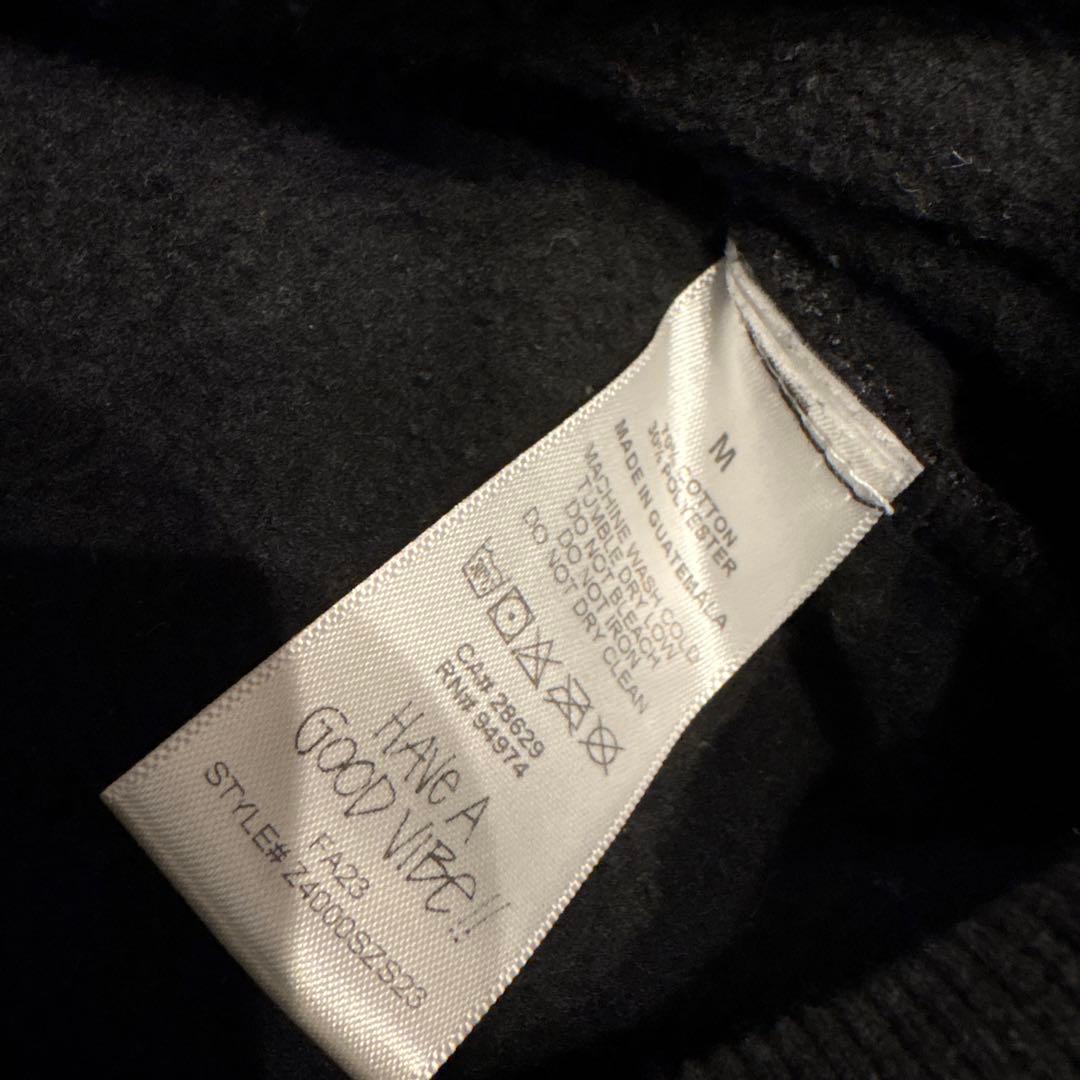 M
70% COTTON
30% POLYESTER
MADE IN GUATEMALA
MACHINE WASH COLD
TUMBLE DRY LOW
DO NOT BLEACH
DO NOT IRON
DO NOT DRY CLEAN
CA# 28629
RN# 94974
HAVe A
GOOD VIBe!!
FA23
STYLE# Z4000SZS23